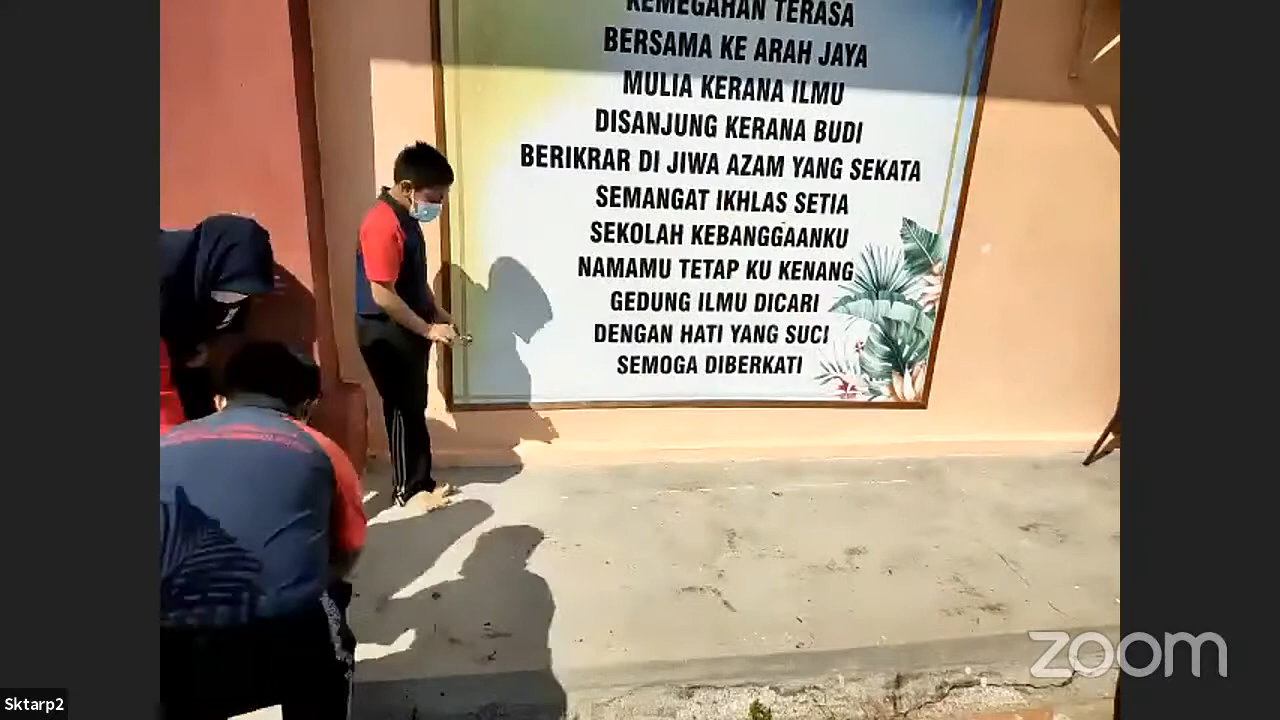 KEMEGAHAN TERASA
BERSAMA KE ARAH JAYA
MULIA KERANA ILMU
DISANJUNG KERANA BUDI
BERIKRAR DI JIWA AZAM YANG SEKATA
SEMANGAT IKHLAS SETIA
SEKOLAH KEBANGGAANKU
NAMAMU TETAP KU KENANG
GEDUNG ILMU DICARI
DENGAN HATI YANG SUCI
SEMOGA DIBERKATI
zoom
Sktarp2